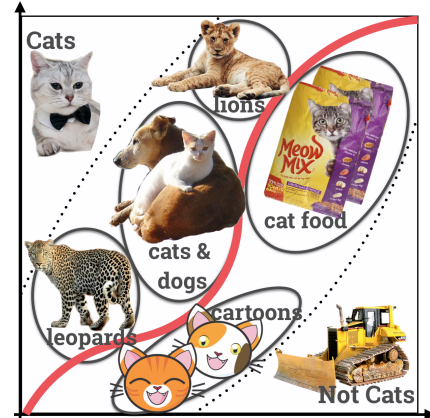 Cats
lions
MEOW
MIX
cat food
cats &
dogs
cartoons
leopards
Not Cats